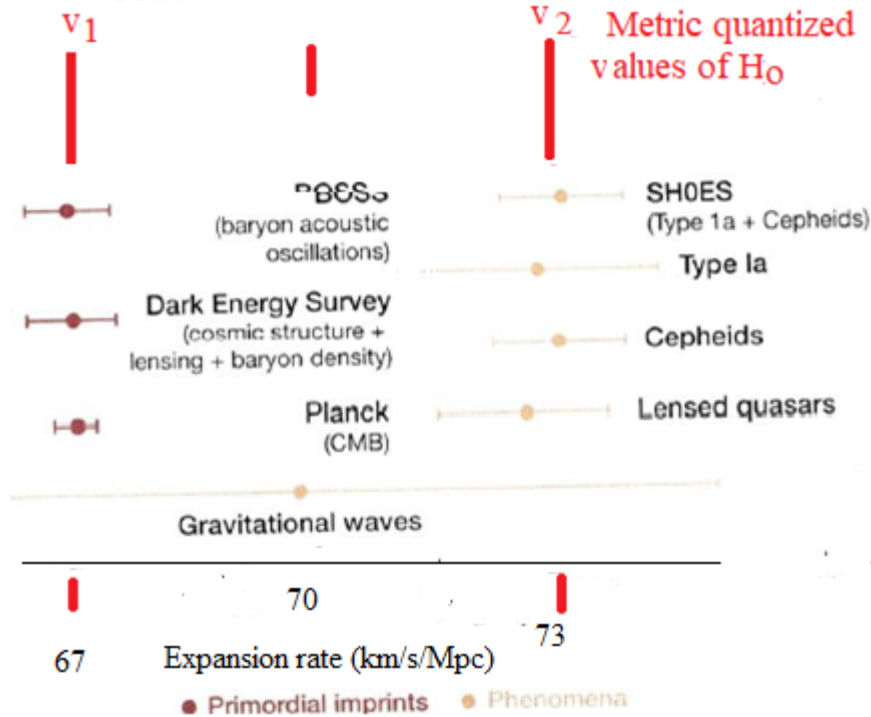 v1
v2 Metric quantized
values of HO
SH0ES
(Type 1a + Cepheids)
(baryon acoustic
oscillations)
Type Ia
Dark Energy Survey
(cosmic structure +
lensing + baryon density)
Cepheids
Planck
(CMB)
Lensed quasars
Gravitational waves
70
73
67 Expansion rate (km/s/Mpc)
Primordial imprints Phenomena